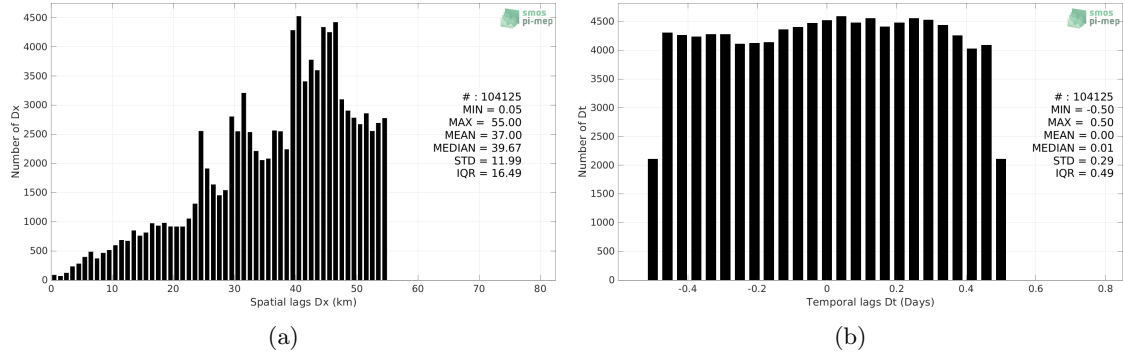 4500
4000
3500
3000
2500
2000
1500
1000
500
0
Number of Dx
0 10 20 30 40 50 60 70 80
Spatial lags Dx (km)
smos
pi-mep
# : 104125
MIN = 0.05
MAX = 55.00
MEAN = 37.00
MEDIAN = 39.67
STD = 11.99
IQR = 16.49
(a)
4500
4000
3500
3000
2500
2000
1500
1000
500
0
Number of Dt
-0.4 -0.2 0 0.2 0.4 0.6 0.8
Temporal lags Dt (Days)
smos
pi-mep
# : 104125
MIN = -0.50
MAX = 0.50
MEAN = 0.00
MEDIAN = 0.01
STD = 0.29
IQR = 0.49
(b)